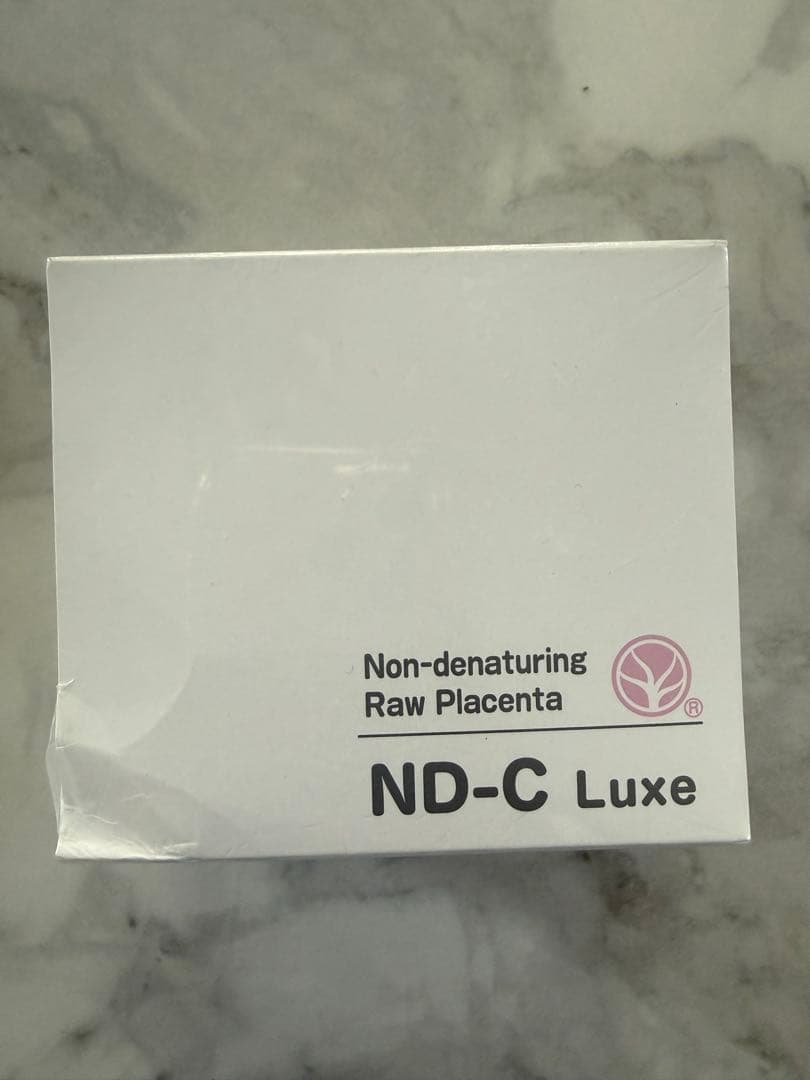 Non-denaturing
Raw Placenta
®
ND-C Luxe